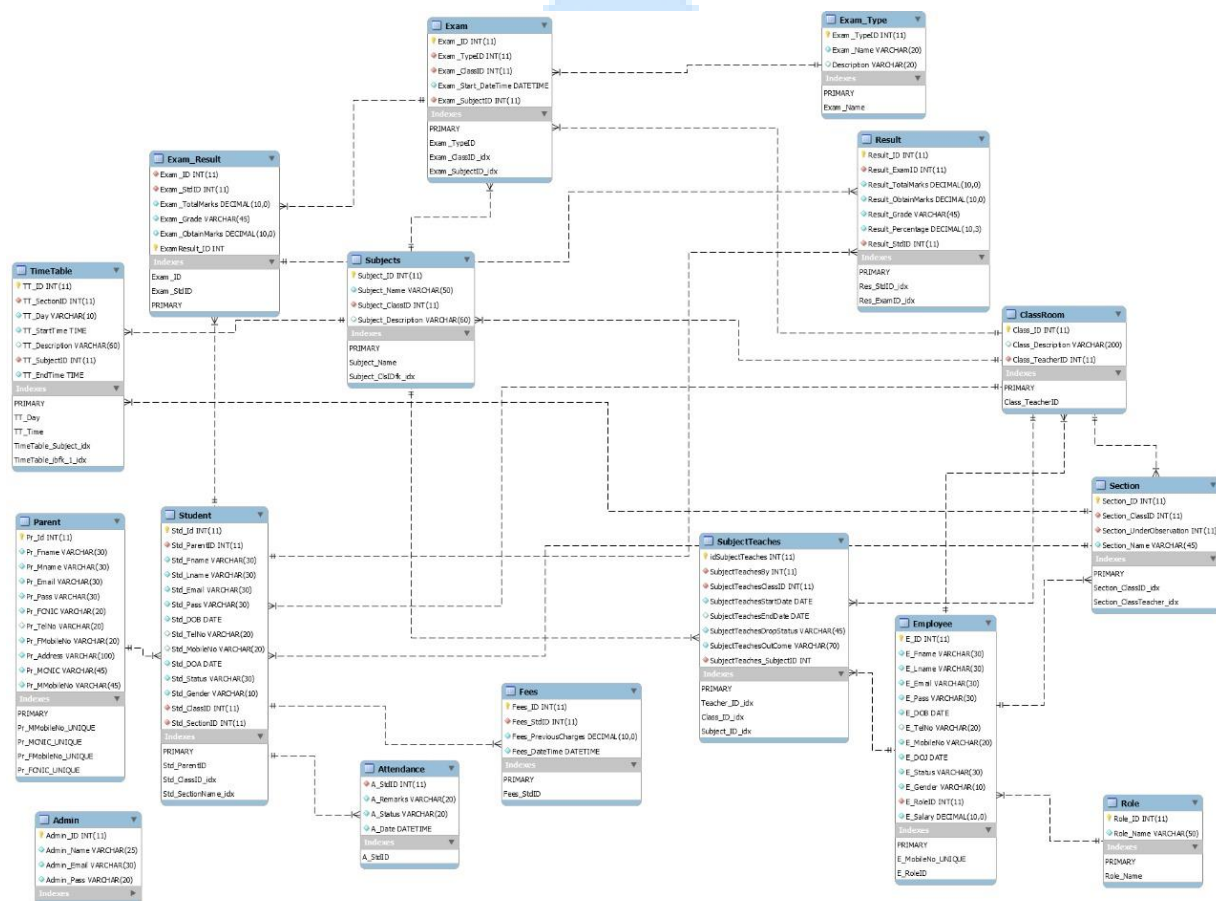 Exam
Exam_ID INT(11)
Exam_TypeID INT(11)
Exam_ClassID INT(11)
Exam_Start_DateTime DATETIME
Exam_SubjectID INT(11)
Indexes
PRIMARY
Exam_TypeID
Exam_ClassID_idx
Exam_SubjectID_idx
Exam_Type
Exam_TypeID INT(11)
Exam_Name VARCHAR(20)
Description VARCHAR(20)
Indexes
PRIMARY
Exam_Name
Exam_Result
Exam_ID INT(11)
Exam_StdID INT(11)
Exam_TotalMarks DECIMAL(10,0)
Exam_Grade VARCHAR(45)
Exam_ObtainMarks DECIMAL(10,0)
ExamResult_ID INT
Indexes
Exam_ID
Exam_StdID
PRIMARY
Result
Result_ID INT(11)
Result_ExamID INT(11)
Result_TotalMarks DECIMAL(10,0)
Result_ObtainMarks DECIMAL(10,0)
Result_Grade VARCHAR(45)
Result_Percentage DECIMAL(10,3)
Result_StdID INT(11)
Indexes
PRIMARY
Res_StdID_idx
Res_ExamID_idx
TimeTable
TT_ID INT(11)
TT_SectionID INT(11)
TT_Day VARCHAR(10)
TT_StartTime TIME
TT_Description VARCHAR(60)
TT_SubjectID INT(11)
TT_EndTime TIME
Indexes
PRIMARY
TT_Day
TT_Time
TimeTable_Subject_idx
TimeTable_ibfk_1_idx
Subjects
Subject_ID INT(11)
Subject_Name VARCHAR(50)
Subject_ClassID INT(11)
Subject_Description VARCHAR(60)
Indexes
PRIMARY
Subject_Name
Subject_ClsIDfk_idx
ClassRoom
Class_ID INT(11)
Class_Description VARCHAR(200)
Class_TeacherID INT(11)
Indexes
PRIMARY
Class_TeacherID
Section
Section_ID INT(11)
Section_ClassID INT(11)
Section_UnderObservation INT(11)
Section_Name VARCHAR(45)
Indexes
PRIMARY
Section_ClassID_idx
Section_ClassTeacher_idx
Parent
Pr_Id INT(11)
Pr_Fname VARCHAR(30)
Pr_Mname VARCHAR(30)
Pr_Email VARCHAR(30)
Pr_Pass VARCHAR(30)
Pr_FCNIC VARCHAR(20)
Pr_TelNo VARCHAR(20)
Pr_FMobileNo VARCHAR(20)
Pr_Address VARCHAR(100)
Pr_MCNIC VARCHAR(45)
Pr_MMobileNo VARCHAR(45)
Indexes
PRIMARY
Pr_MMobileNo_UNIQUE
Pr_MCNIC_UNIQUE
Pr_FMobileNo_UNIQUE
Pr_FCNIC_UNIQUE
Student
Std_Id INT(11)
Std_ParentID INT(11)
Std_Fname VARCHAR(30)
Std_Lname VARCHAR(30)
Std_Email VARCHAR(30)
Std_Pass VARCHAR(30)
Std_DOB DATE
Std_TelNo VARCHAR(20)
Std_MobileNo VARCHAR(20)
Std_DOA DATE
Std_Status VARCHAR(30)
Std_Gender VARCHAR(10)
Std_ClassID INT(11)
Std_SectionID INT(11)
Indexes
PRIMARY
Std_ParentID
Std_ClassID_idx
Std_SectionName_idx
SubjectTeaches
idSubjectTeaches INT(11)
SubjectTeachesBy INT(11)
SubjectTeachesClassID INT(11)
SubjectTeachesStartDate DATE
SubjectTeachesEndDate DATE
SubjectTeachesDropStatus VARCHAR(45)
SubjectTeachesOutCome VARCHAR(70)
SubjectTeaches_SubjectID INT
Indexes
PRIMARY
Teacher_ID_idx
Class_ID_idx
Subject_ID_idx
Employee
E_ID INT(11)
E_Fname VARCHAR(30)
E_Lname VARCHAR(30)
E_Email VARCHAR(30)
E_Pass VARCHAR(30)
E_DOB DATE
E_TelNo VARCHAR(20)
E_MobileNo VARCHAR(20)
E_DOJ DATE
E_Status VARCHAR(30)
E_Gender VARCHAR(10)
E_RoleID INT(11)
E_Salary DECIMAL(10,0)
Indexes
PRIMARY
E_MobileNo_UNIQUE
E_RoleID
Fees
Fees_ID INT(11)
Fees_StdID INT(11)
Fees_PreviousCharges DECIMAL(10,0)
Fees_DateTime DATETIME
Indexes
PRIMARY
Fees_StdID
Attendance
A_StdID INT(11)
A_Remarks VARCHAR(20)
A_Status VARCHAR(20)
A_Date DATETIME
Indexes
A_StdID
Role
Role_ID INT(11)
Role_Name VARCHAR(50)
Indexes
PRIMARY
Role_Name
Admin
Admin_ID INT(11)
Admin_Name VARCHAR(25)
Admin_Email VARCHAR(30)
Admin_Pass VARCHAR(20)
Indexes